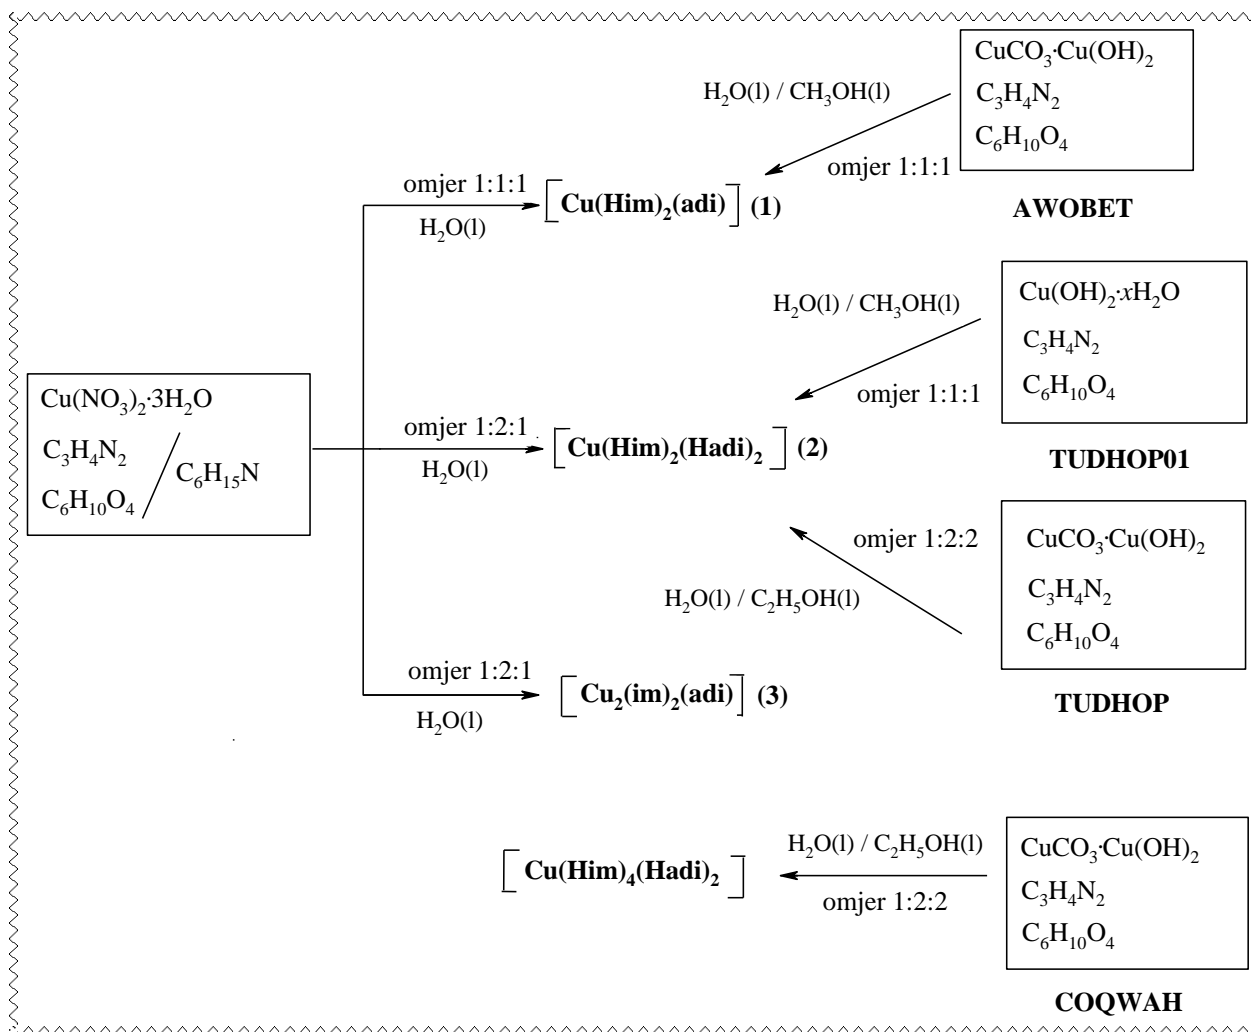 CuCO₃·Cu(OH)₂
C₃H₄N₂
C₆H₁₀O₄
AWOBET
H₂O(l) / CH₃OH(l)
omjer 1:1:1
omjer 1:1:1
H₂O(l)
[Cu(Him)₂(adi)] (1)
Cu(OH)₂·xH₂O
C₃H₄N₂
C₆H₁₀O₄
TUDHOP01
H₂O(l) / CH₃OH(l)
omjer 1:1:1
Cu(NO₃)₂·3H₂O
C₃H₄N₂
C₆H₁₀O₄ / C₆H₁₅N
omjer 1:2:1
H₂O(l)
[Cu(Him)₂(Hadi)₂] (2)
omjer 1:2:2
H₂O(l) / C₂H₅OH(l)
CuCO₃·Cu(OH)₂
C₃H₄N₂
C₆H₁₀O₄
TUDHOP
omjer 1:2:1
H₂O(l)
[Cu₂(im)₂(adi)] (3)
[Cu(Him)₄(Hadi)₂]
H₂O(l) / C₂H₅OH(l)
omjer 1:2:2
CuCO₃·Cu(OH)₂
C₃H₄N₂
C₆H₁₀O₄
COQWAH